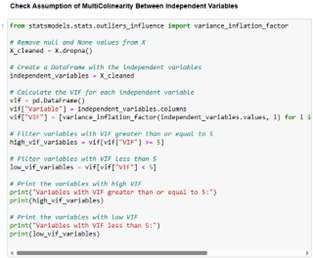 Check Assumption of MultiColinearity Between Independent Variables
from statsmodels.stats.outliers_influence import variance_inflation_factor
# Remove null and None values from X
X_cleaned = X.dropna()
# Create a DataFrame with the independent variables
independent_variables = X_cleaned
# Calculate the VIF for each independent variable
vif = pd.DataFrame()
vif["Variable"] = independent_variables.columns
vif["VIF"] = [variance_inflation_factor(independent_variables.values, i) for i i
# Filter variables with VIF greater than or equal to 5
high_vif_variables = vif[vif["VIF"] >= 5]
# Filter variables with VIF less than 5
low_vif_variables = vif[vif["VIF"] < 5]
# Print the variables with high VIF
print("Variables with VIF greater than or equal to 5:")
print(high_vif_variables)
# Print the variables with low VIF
print("Variables with VIF less than 5:")
print(low_vif_variables)